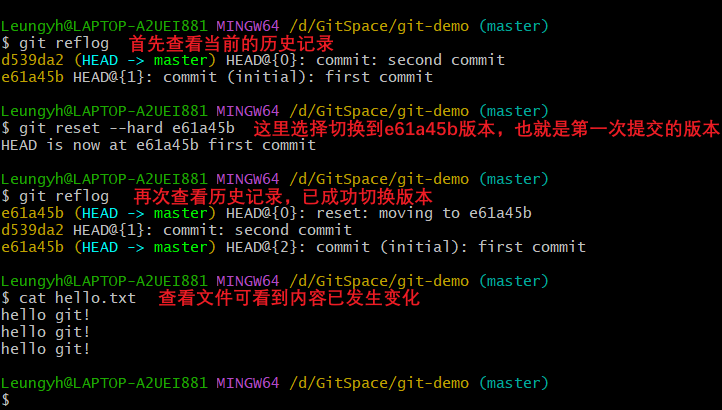 Leungyh@LAPTOP-A2UEI881 MINGW64 /d/GitSpace/git-demo (master)
$ git reflog 首先查看当前的历史记录
d539da2 (HEAD -> master) HEAD@{0}: commit: second commit
e61a45b HEAD@{1}: commit (initial): first commit
Leungyh@LAPTOP-A2UEI881 MINGW64 /d/GitSpace/git-demo (master)
$ git reset --hard e61a45b 这里选择切换到e61a45b版本，也就是第一次提交的版本
HEAD is now at e61a45b first commit
Leungyh@LAPTOP-A2UEI881 MINGW64 /d/GitSpace/git-demo (master)
$ git reflog 再次查看历史记录，已成功切换版本
e61a45b (HEAD -> master) HEAD@{0}: reset: moving to e61a45b
d539da2 HEAD@{1}: commit: second commit
e61a45b (HEAD -> master) HEAD@{2}: commit (initial): first commit
Leungyh@LAPTOP-A2UEI881 MINGW64 /d/GitSpace/git-demo (master)
$ cat hello.txt 查看文件可看到内容已发生变化
hello git!
hello git!
hello git!
Leungyh@LAPTOP-A2UEI881 MINGW64 /d/GitSpace/git-demo (master)
$